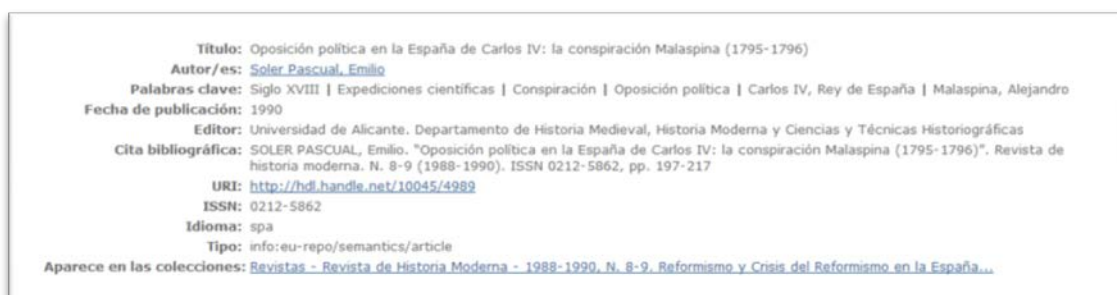 Título: Oposición política en la España de Carlos IV: la conspiración Malaspina (1795-1796)
Autor/es: Soler Pascual, Emilio
Palabras clave: Siglo XVIII | Expediciones científicas | Conspiración | Oposición política | Carlos IV, Rey de España | Malaspina, Alejandro
Fecha de publicación: 1990
Editor: Universidad de Alicante. Departamento de Historia Medieval, Historia Moderna y Ciencias y Técnicas Historiográficas
Cita bibliográfica: SOLER PASCUAL, Emilio. "Oposición política en la España de Carlos IV: la conspiración Malaspina (1795-1796)". Revista de
historia moderna. N. 8-9 (1988-1990). ISSN 0212-5862, pp. 197-217
URI: http://hdl.handle.net/10045/4989
ISSN: 0212-5862
Idioma: spa
Tipo: info:eu-repo/semantics/article
Aparece en las colecciones: Revistas - Revista de Historia Moderna - 1988-1990, N. 8-9. Reformismo y Crisis del Reformismo en la España...